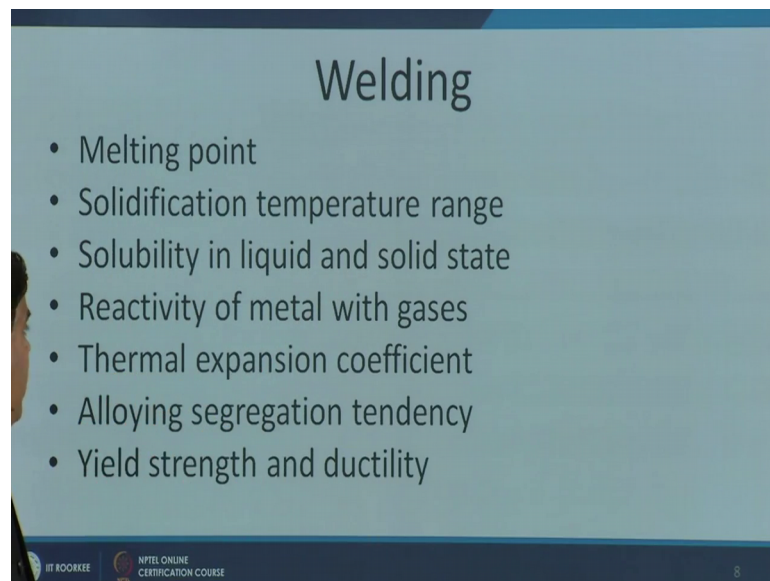 Welding
• Melting point
• Solidification temperature range
• Solubility in liquid and solid state
• Reactivity of metal with gases
• Thermal expansion coefficient
• Alloying segregation tendency
• Yield strength and ductility
IIT ROORKEE
NPTEL ONLINE
CERTIFICATION COURSE
8